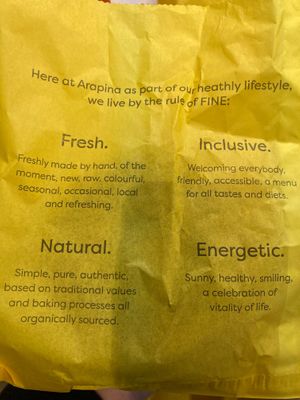 Here at Arapina as part of our heathly lifestyle,
we live by the rule of FINE:
Fresh.
Freshly made by hand, of the
moment, new, raw, colourful,
seasonal, occasional, local
and refreshing.
Inclusive.
Welcoming everybody,
friendly, accessible, a menu
for all tastes and diets.
Natural.
Simple, pure, authentic,
based on traditional values
and baking processes all
organically sourced.
Energetic.
Sunny, healthy, smiling,
a celebration of
vitality of life.